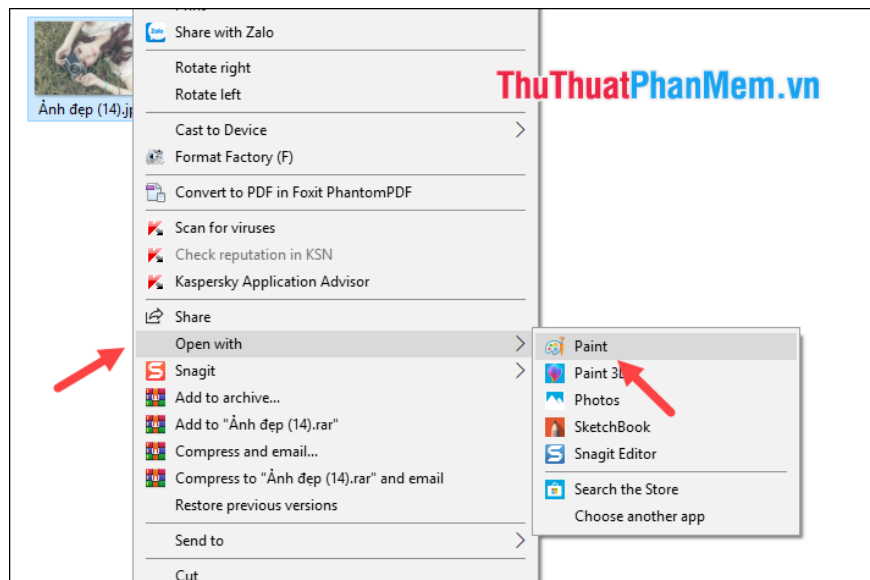 Share with Zalo
Rotate right
Rotate left
ThuThuatPhanMem.vn
Ảnh đẹp (14).jp
Cast to Device
Format Factory (F)
Convert to PDF in Foxit PhantomPDF
Scan for viruses
Check reputation in KSN
Kaspersky Application Advisor
Share
Open with
Snagit
Add to archive...
Add to "Ảnh đẹp (14).rar"
Compress and email...
Compress to "Ảnh đẹp (14).rar" and email
Restore previous versions
Send to
Cut
Paint
Paint 3D
Photos
SketchBook
Snagit Editor
Search the Store
Choose another app